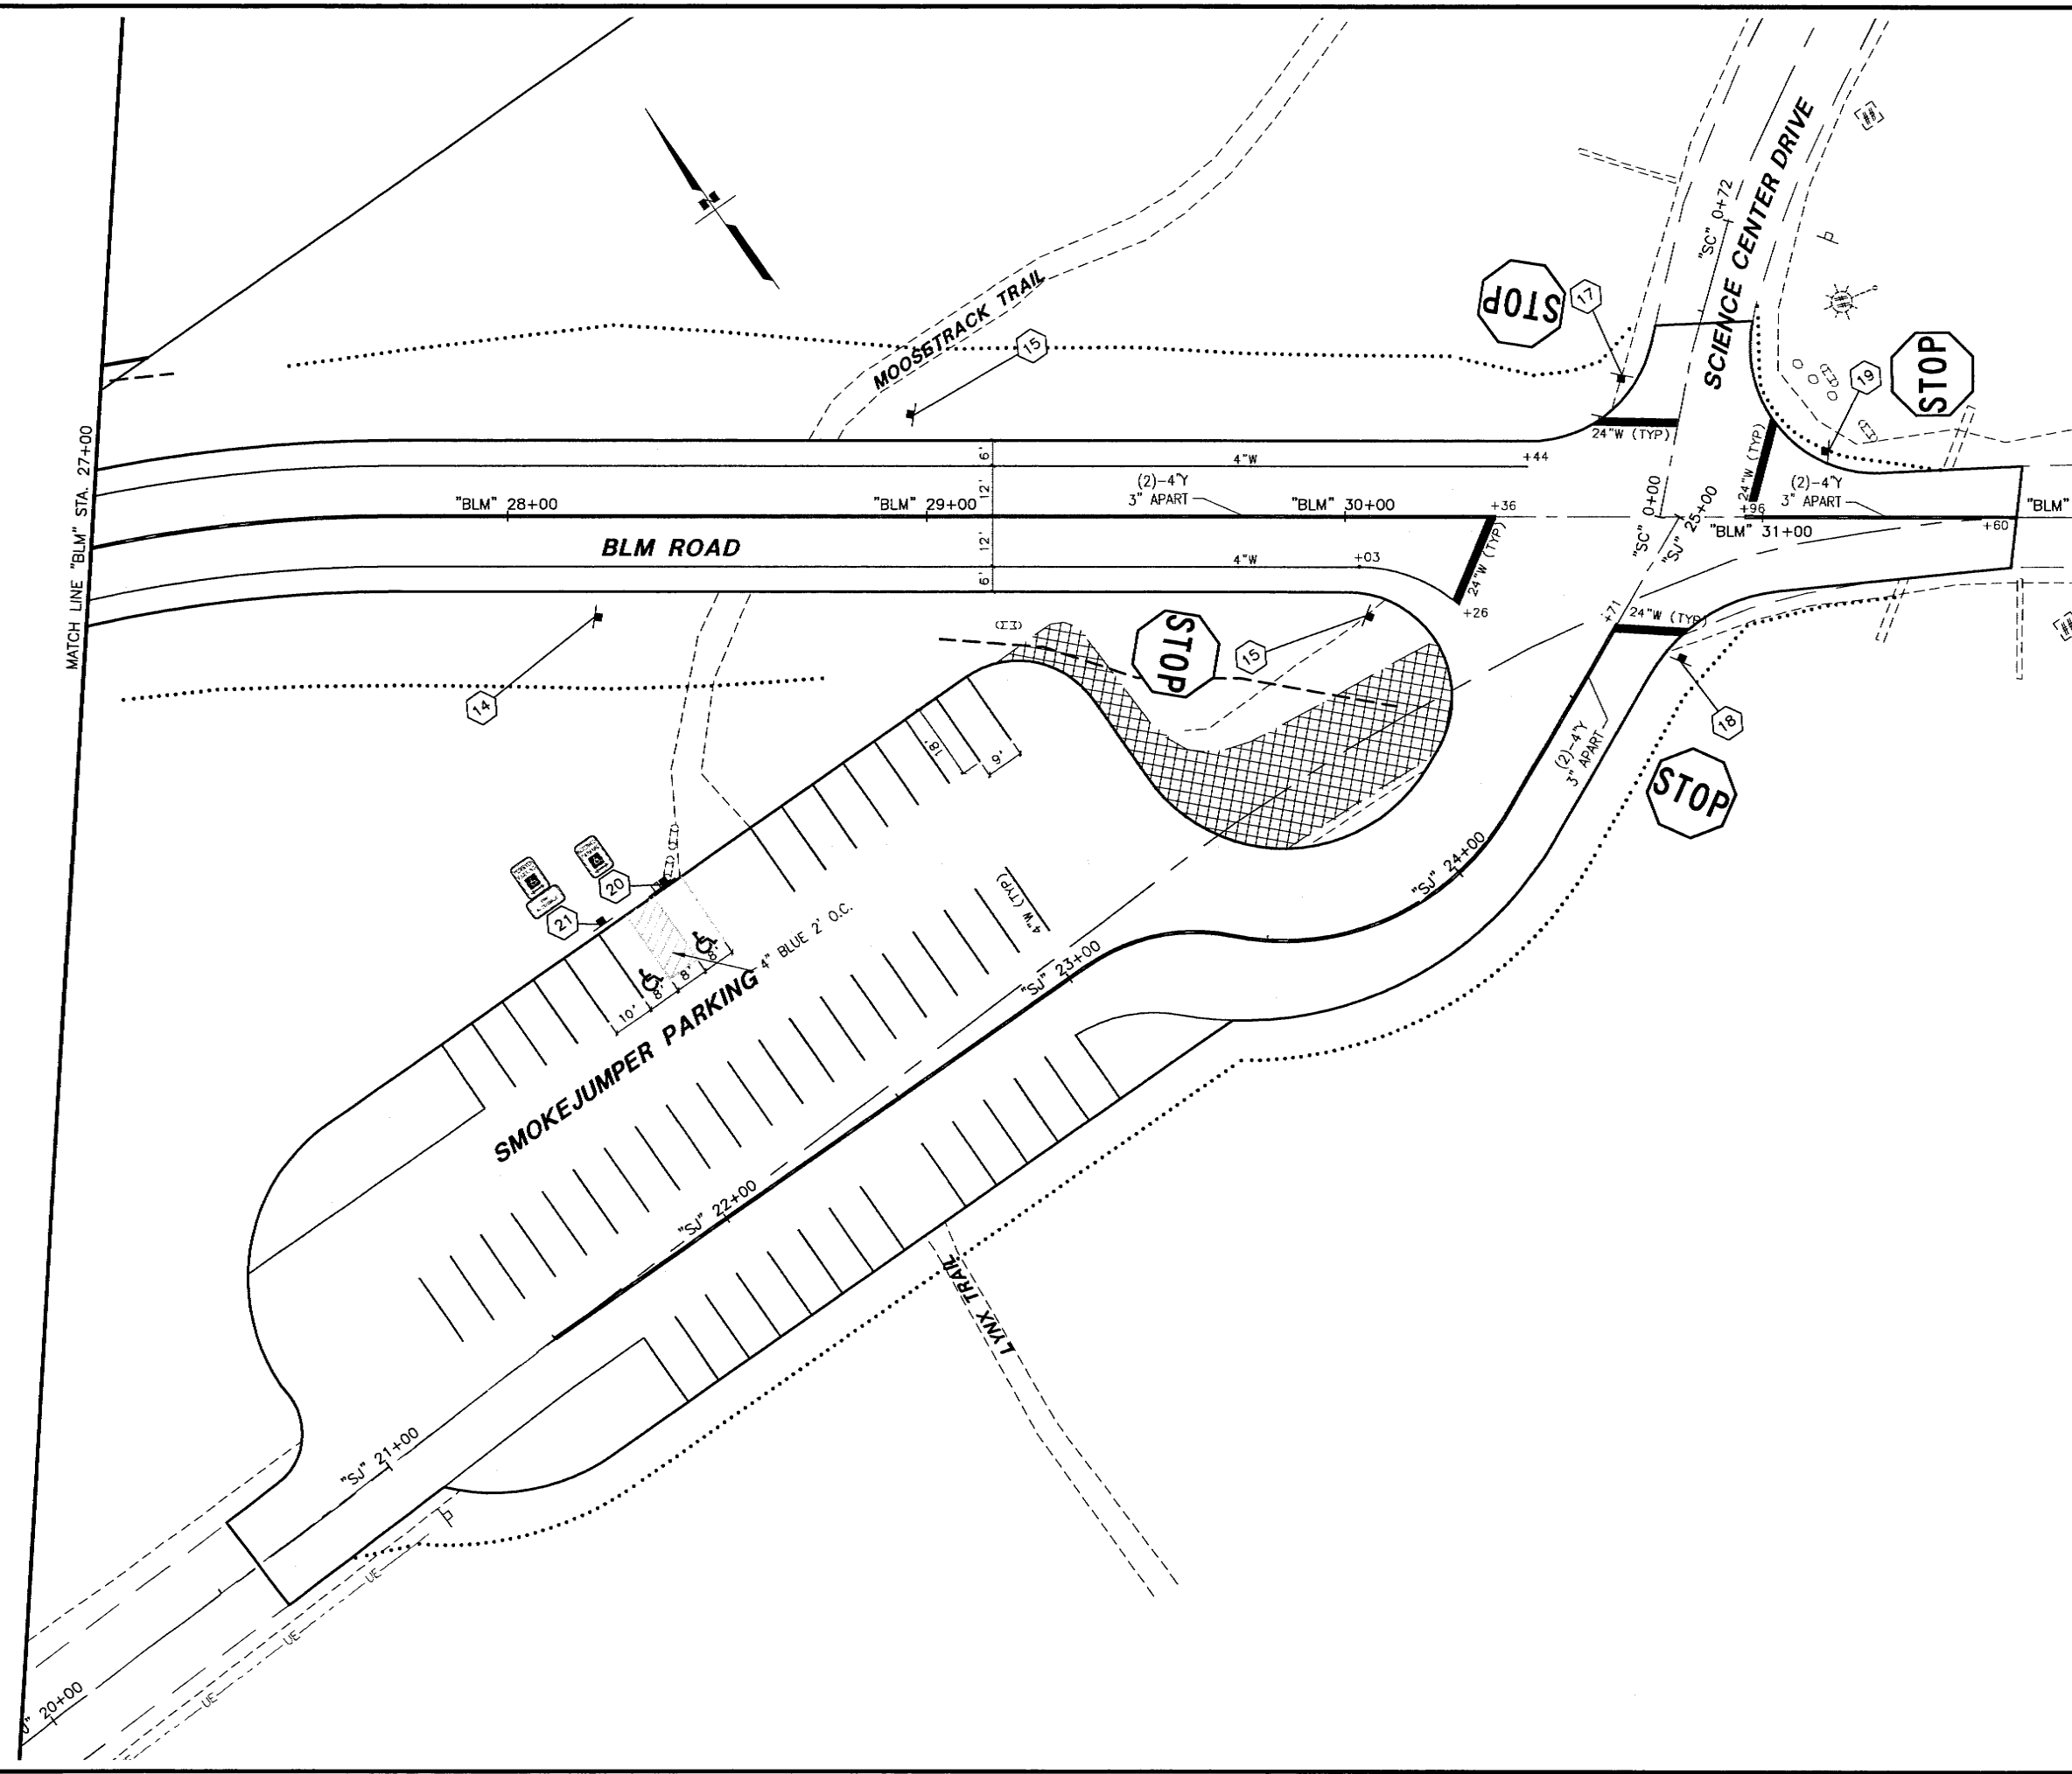 MATCH LINE "BLM" STA. 27+00
N
MOOSETRACK TRAIL
15
STOP
17
"SC" 0+72
SCIENCE CENTER DRIVE
STOP
19
24"W (TYP)
24"W (TYP)
6'
12'
12'
6'
4"W
+44
(2)-4"Y
3" APART
(2)-4"Y
3" APART
"BLM" 28+00
"BLM" 29+00
"BLM" 30+00
+36
"SC" 0+00
"SJ" 25+00
+96
"BLM" 31+00
+60
"BLM"
BLM ROAD
4"W
+03
24"W (TYP)
+26
+71
24"W (TYP)
14
STOP
15
18
STOP
(2)-4"Y
3" APART
18'
9'
20
21
4" BLUE 2' O.C.
10'
8'
8'
8'
4"W (TYP)
SMOKEJUMPER PARKING
"SJ" 24+00
"SJ" 23+00
"SJ" 22+00
LYNX TRAIL
"SJ" 21+00
UE
UE
UE
20+00